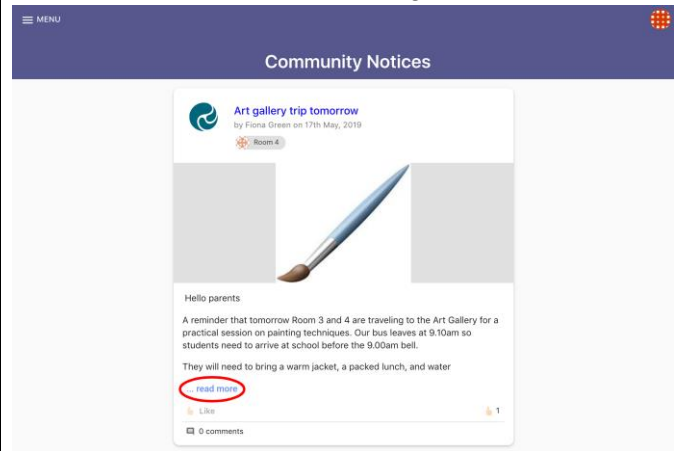 MENU
Community Notices
Art gallery trip tomorrow
by Fiona Green on 17th May, 2019
Room 4
Hello parents
A reminder that tomorrow Room 3 and 4 are traveling to the Art Gallery for a
practical session on painting techniques. Our bus leaves at 9.10am so
students need to arrive at school before the 9.00am bell.
They will need to bring a warm jacket, a packed lunch, and water
... read more
Like 1
0 comments